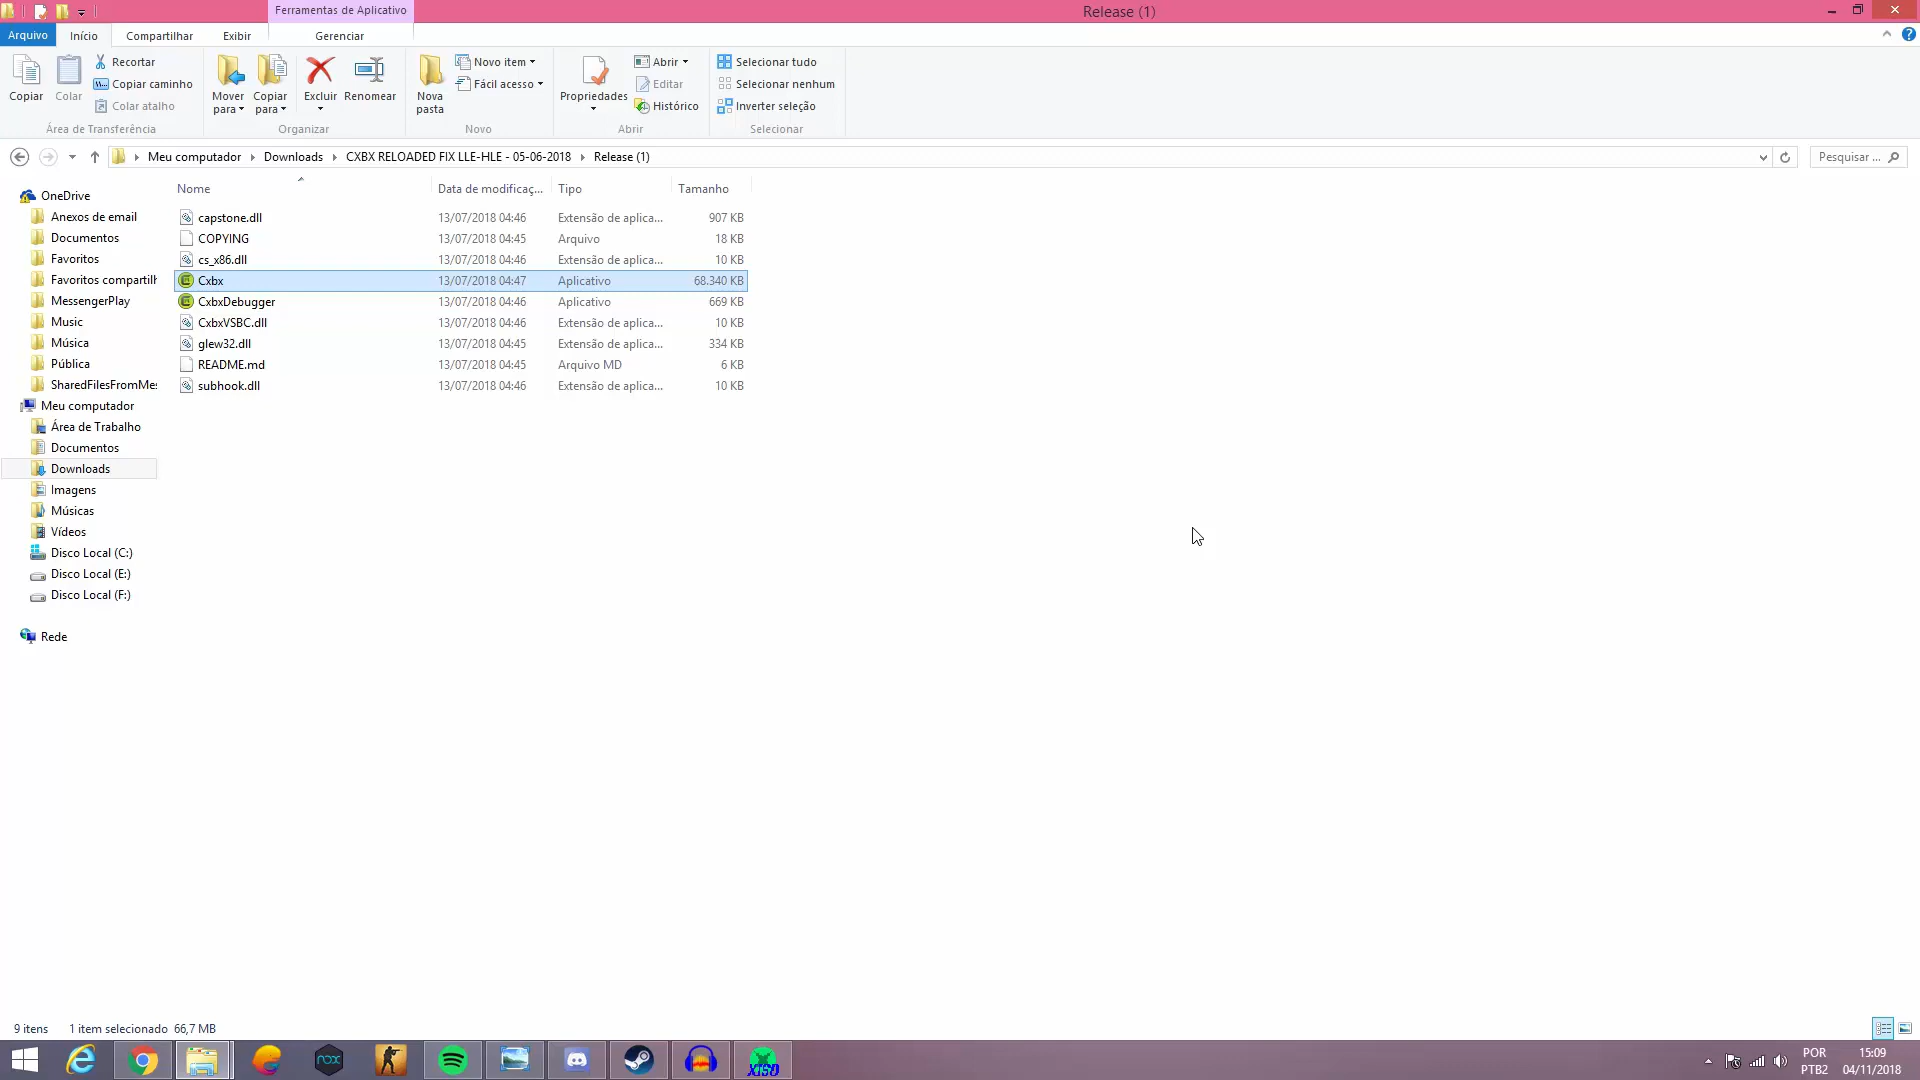 Ferramentas de Aplicativo
Release (1)
Arquivo
Início
Compartilhar
Exibir
Gerenciar
Copiar
Colar
Recortar
Copiar caminho
Colar atalho
Área de Transferência
Mover para
Copiar para
Excluir
Renomear
Organizar
Nova pasta
Novo item
Fácil acesso
Novo
Propriedades
Abrir
Editar
Histórico
Abrir
Selecionar tudo
Selecionar nenhum
Inverter seleção
Selecionar
Meu computador
Downloads
CXBX RELOADED FIX LLE-HLE - 05-06-2018
Release (1)
Pesquisar ...
OneDrive
Anexos de email
Documentos
Favoritos
Favoritos compartilh
MessengerPlay
Music
Música
Pública
SharedFilesFromMes
Meu computador
Área de Trabalho
Documentos
Downloads
Imagens
Músicas
Vídeos
Disco Local (C:)
Disco Local (E:)
Disco Local (F:)
Rede
Nome Data de modificaç... Tipo Tamanho
capstone.dll 13/07/2018 04:46 Extensão de aplica... 907 KB
COPYING 13/07/2018 04:45 Arquivo 18 KB
cs_x86.dll 13/07/2018 04:46 Extensão de aplica... 10 KB
Cxbx 13/07/2018 04:47 Aplicativo 68.340 KB
CxbxDebugger 13/07/2018 04:46 Aplicativo 669 KB
CxbxVSBC.dll 13/07/2018 04:46 Extensão de aplica... 10 KB
glew32.dll 13/07/2018 04:45 Extensão de aplica... 334 KB
README.md 13/07/2018 04:45 Arquivo MD 6 KB
subhook.dll 13/07/2018 04:46 Extensão de aplica... 10 KB
9 itens 1 item selecionado 66,7 MB
nox
XISO
POR
PTB2
15:09
04/11/2018